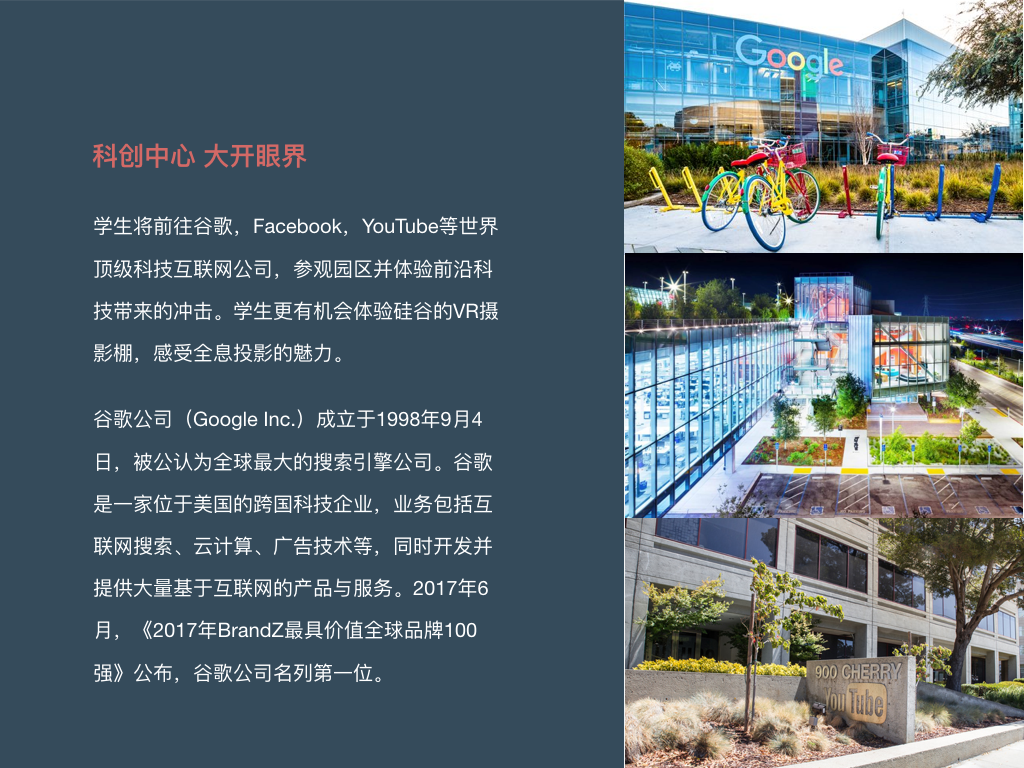 科创中心 大开眼界
学生将前往谷歌，Facebook，YouTube等世界
顶级科技互联网公司，参观园区并体验前沿科
技带来的冲击。学生更有机会体验硅谷的VR摄
影棚，感受全息投影的魅力。
谷歌公司（Google Inc.）成立于1998年9月4
日，被公认为全球最大的搜索引擎公司。谷歌
是一家位于美国的跨国科技企业，业务包括互
联网搜索、云计算、广告技术等，同时开发并
提供大量基于互联网的产品与服务。2017年6
月，《2017年BrandZ最具价值全球品牌100
强》公布，谷歌公司名列第一位。
Google
900 CHERRY
YouTube